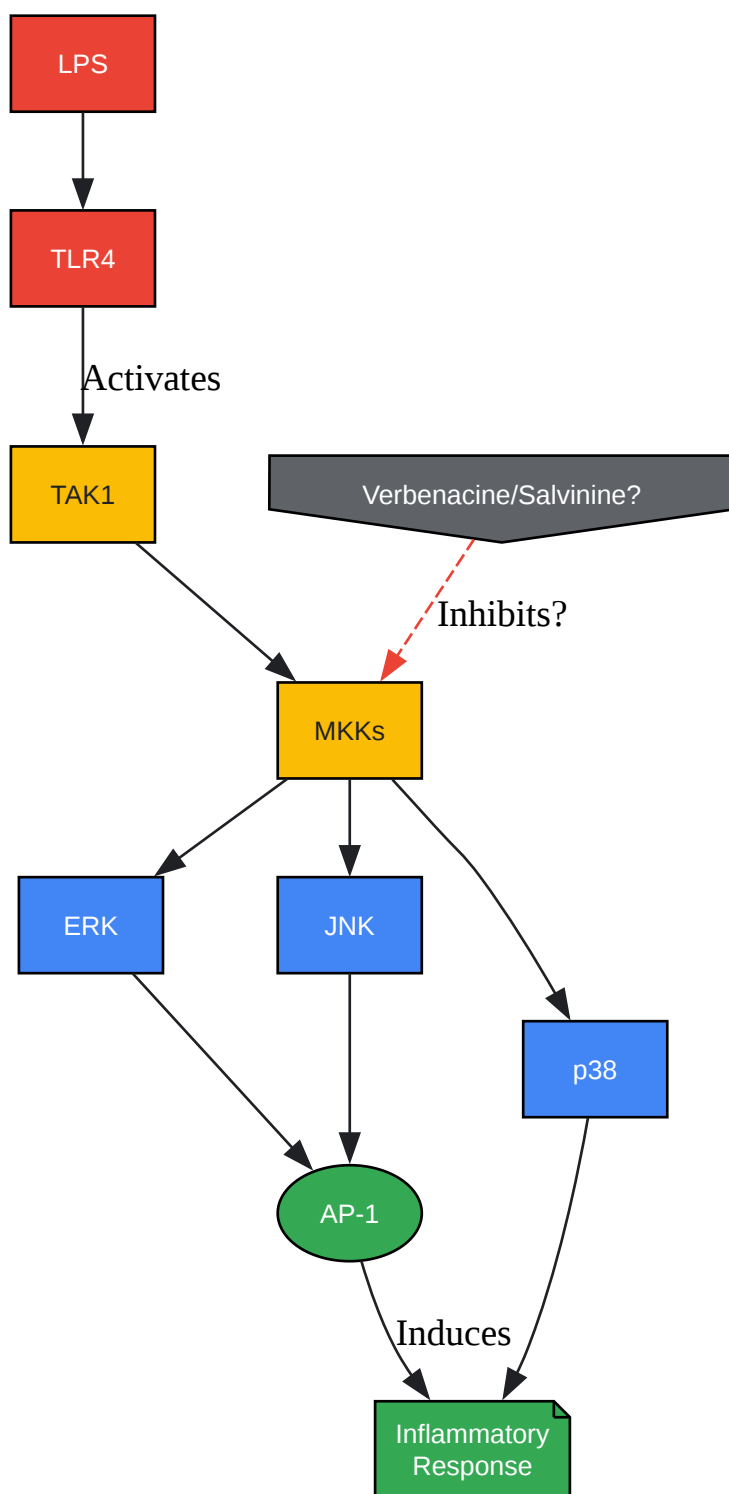 LPS
TLR4
Activates
TAK1
Verbenacine/Salvinine?
Inhibits?
MKKs
ERK
JNK
p38
AP-1
Induces
Inflammatory
Response